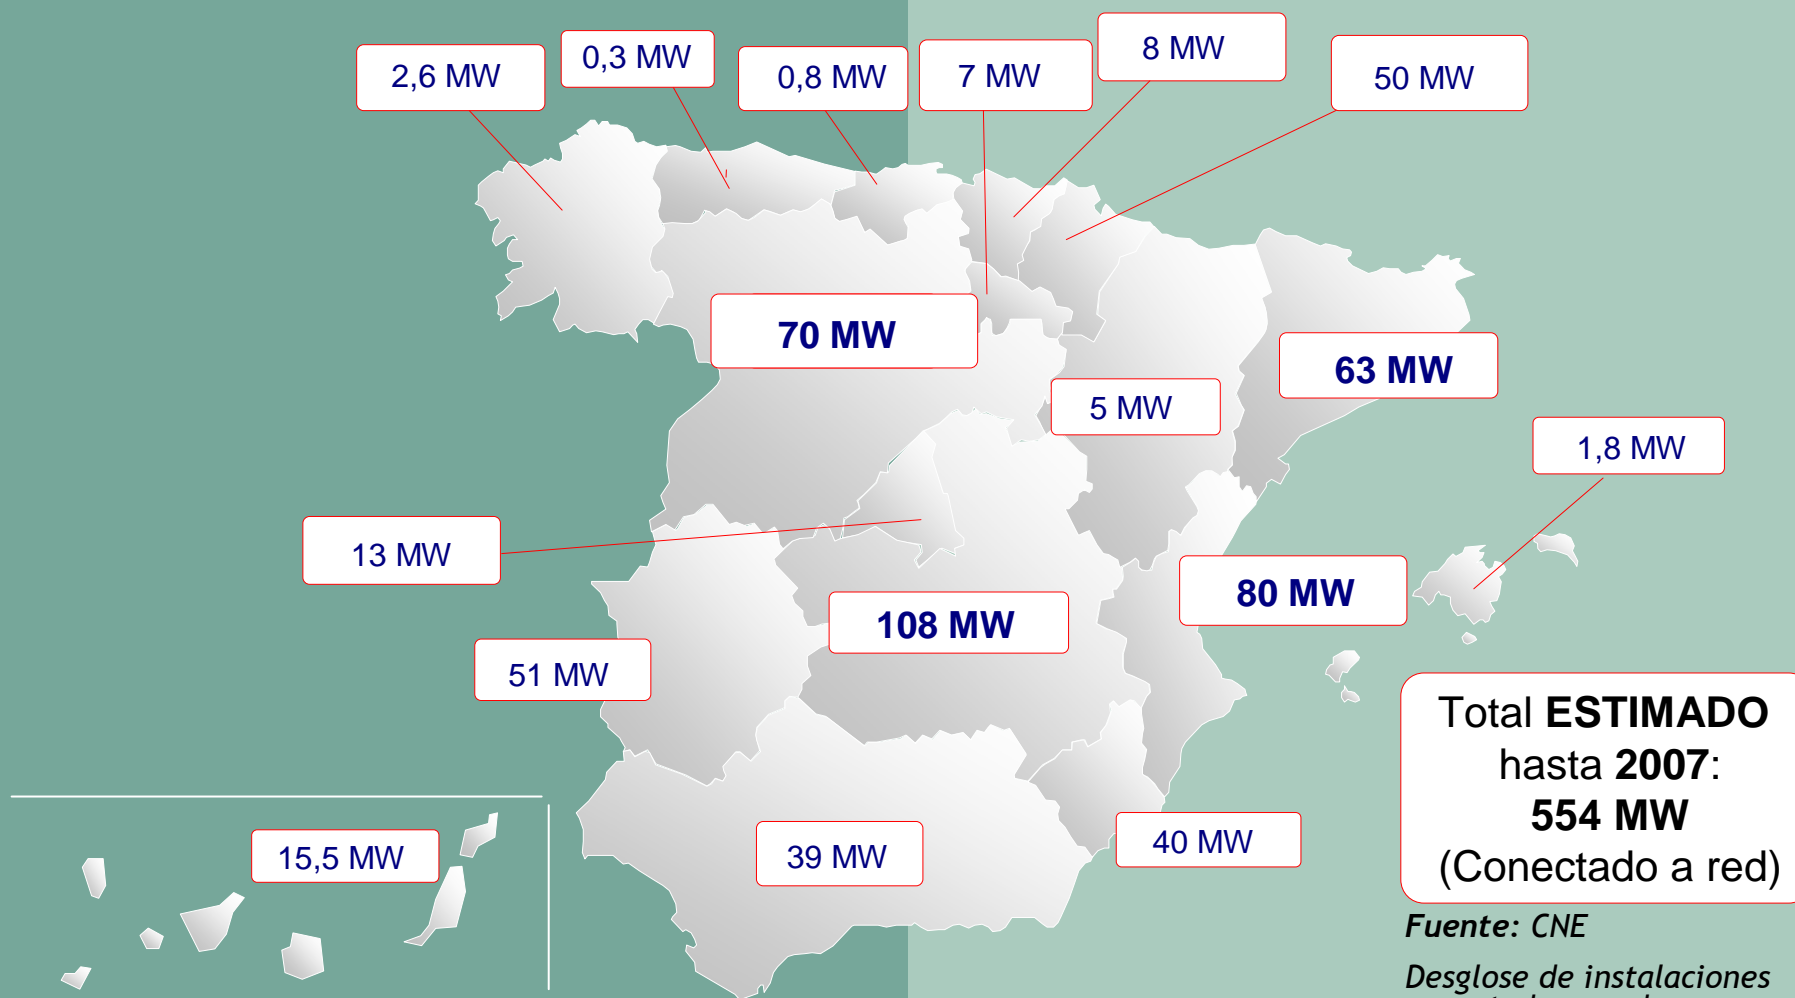 2,6 MW
0,3 MW
0,8 MW
7 MW
8 MW
50 MW
70 MW
63 MW
5 MW
1,8 MW
13 MW
80 MW
108 MW
51 MW
15,5 MW
39 MW
40 MW
Total ESTIMADO
hasta 2007:
554 MW
(Conectado a red)
Fuente: CNE
Desglose de instalaciones